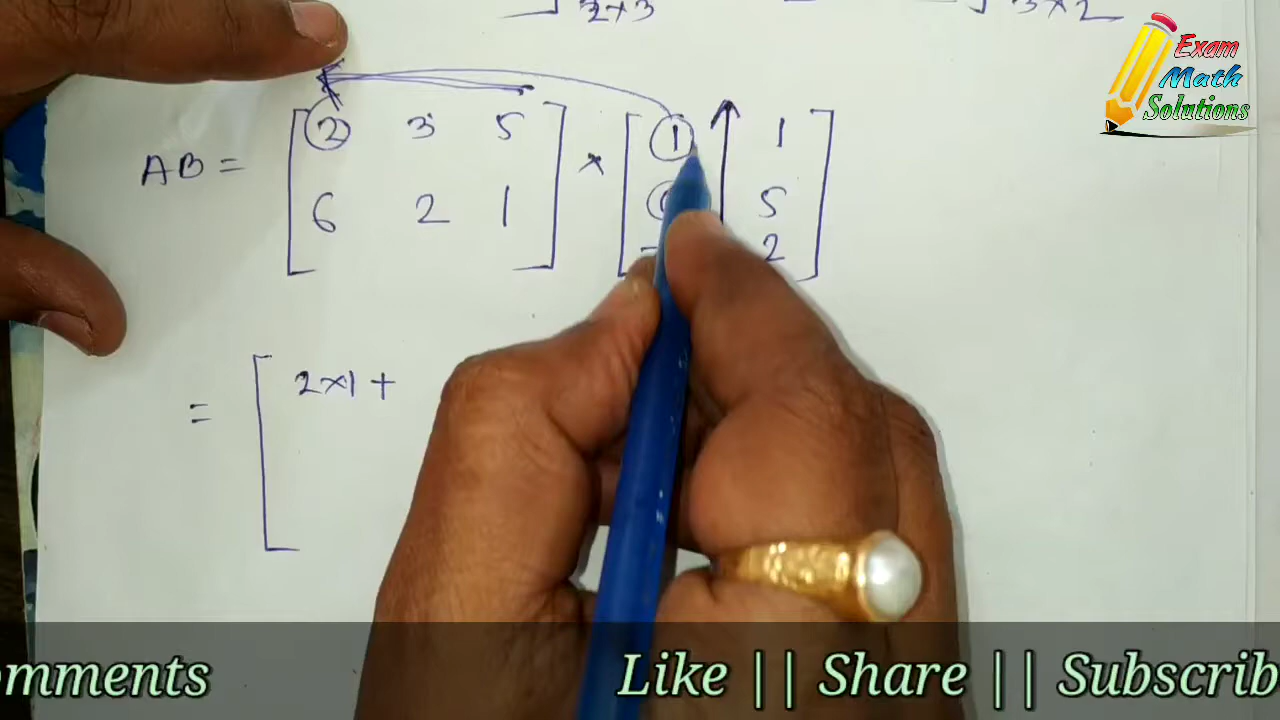 2×3 3×2
Exam
Math
Solutions
AB = [ 2 3 5 ] × [ 1 1 ]
6 2 1 5
2
= [ 2×1 +
omments Like || Share || Subscrib